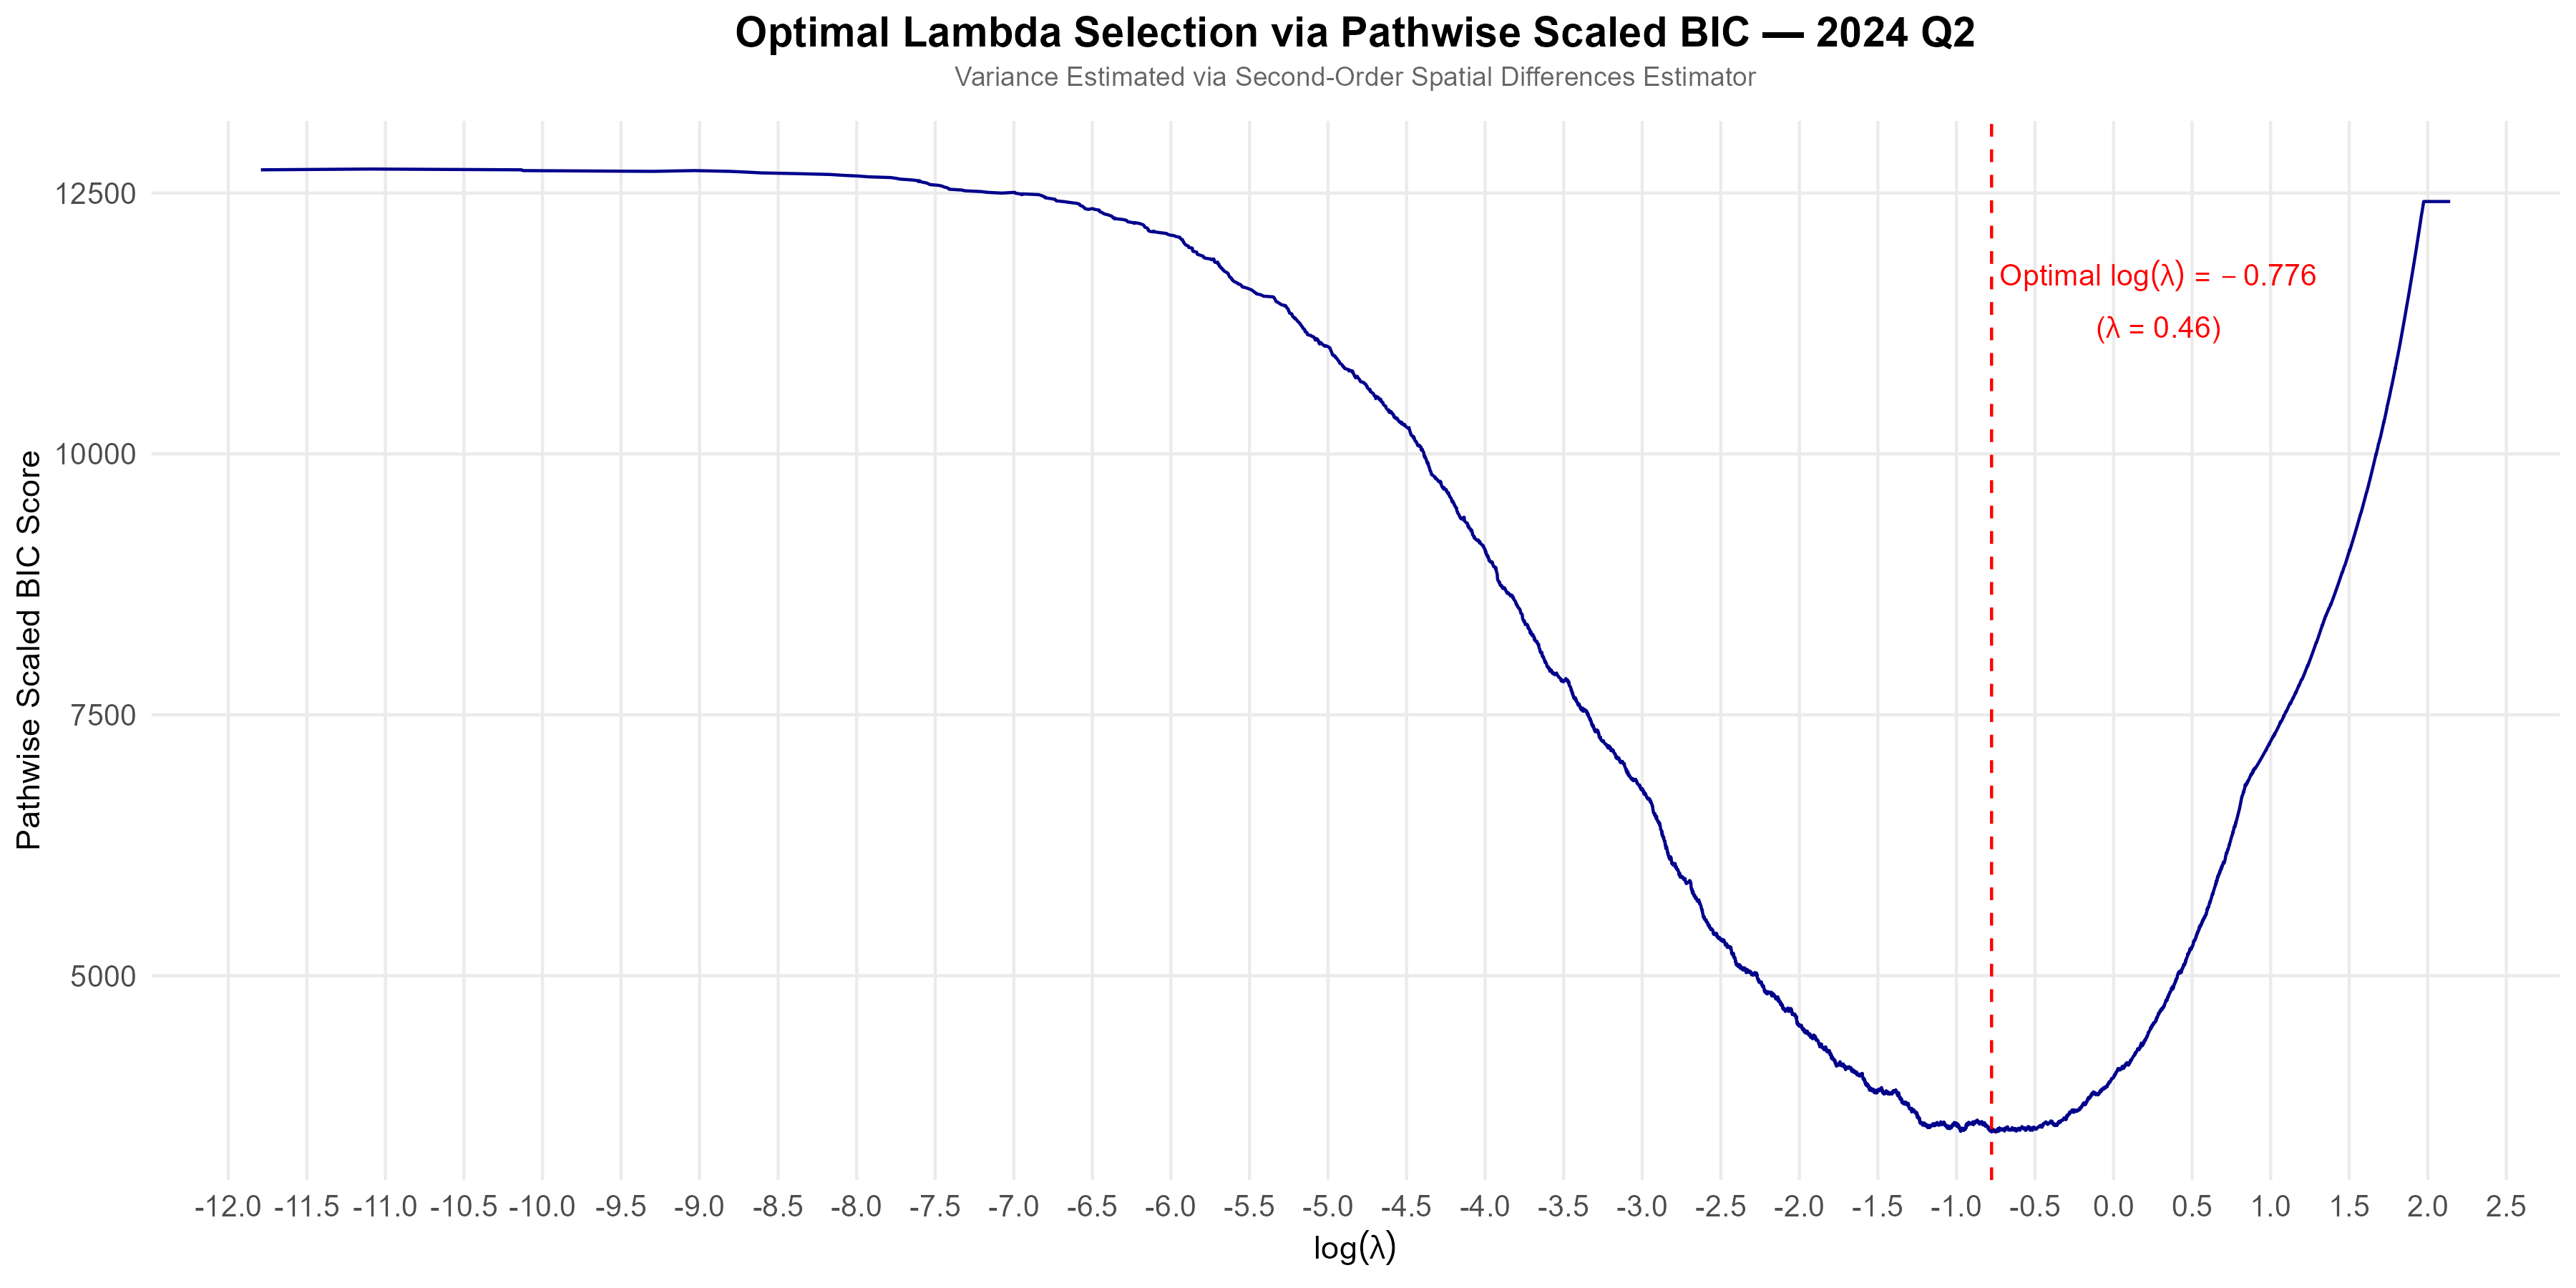 Optimal Lambda Selection via Pathwise Scaled BIC — 2024 Q2
Variance Estimated via Second-Order Spatial Differences Estimator
Pathwise Scaled BIC Score
12500
10000
7500
5000
Optimal log(λ) = − 0.776
(λ = 0.46)
-12.0 -11.5 -11.0 -10.5 -10.0 -9.5 -9.0 -8.5 -8.0 -7.5 -7.0 -6.5 -6.0 -5.5 -5.0 -4.5 -4.0 -3.5 -3.0 -2.5 -2.0 -1.5 -1.0 -0.5 0.0 0.5 1.0 1.5 2.0 2.5
log(λ)